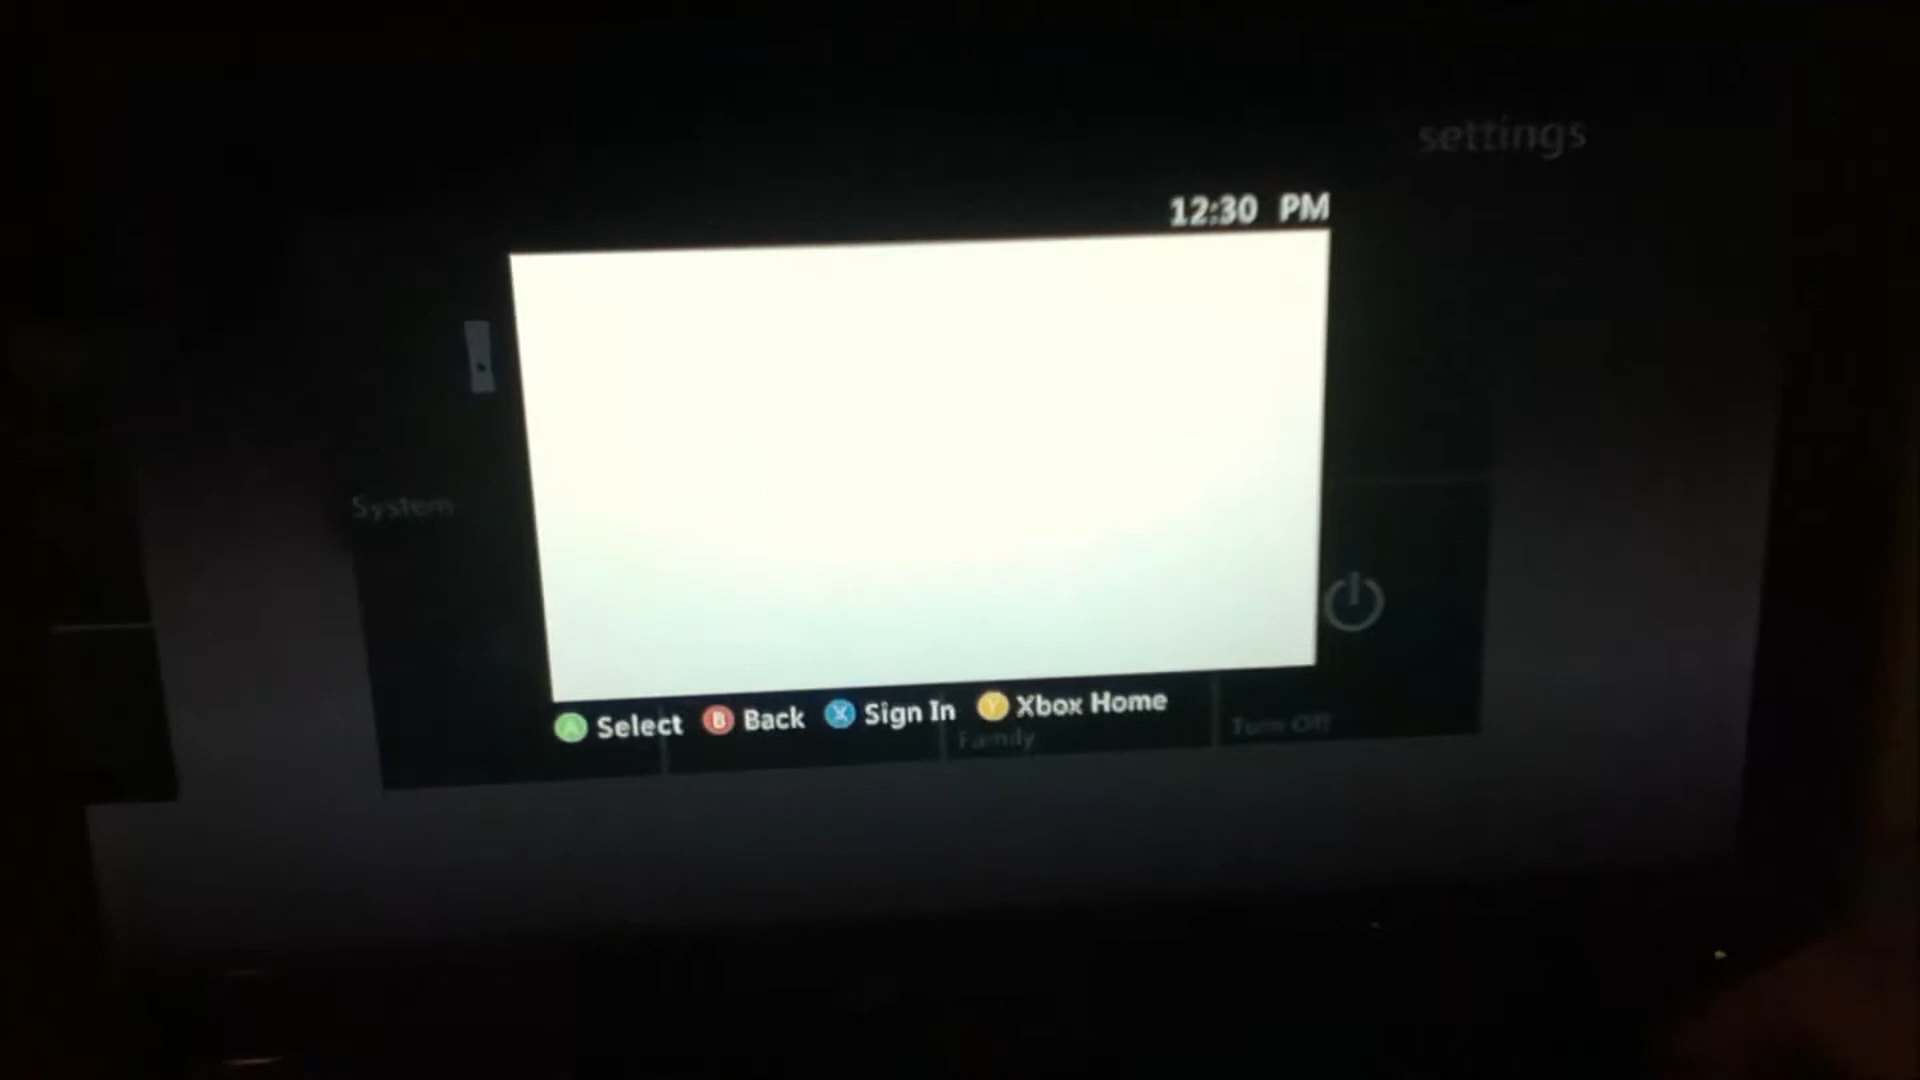 settings
12:30 PM
System
A Select B Back X Sign In Y Xbox Home
Family
Turn Off